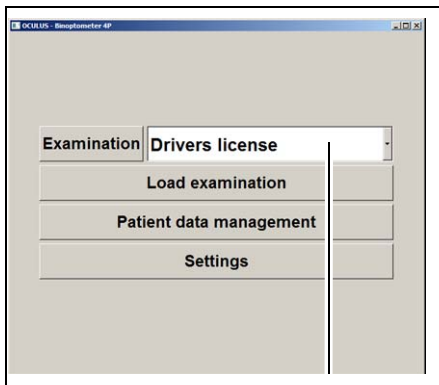 OCULUS - Binoptometer 4P
Examination Drivers license
Load examination
Patient data management
Settings